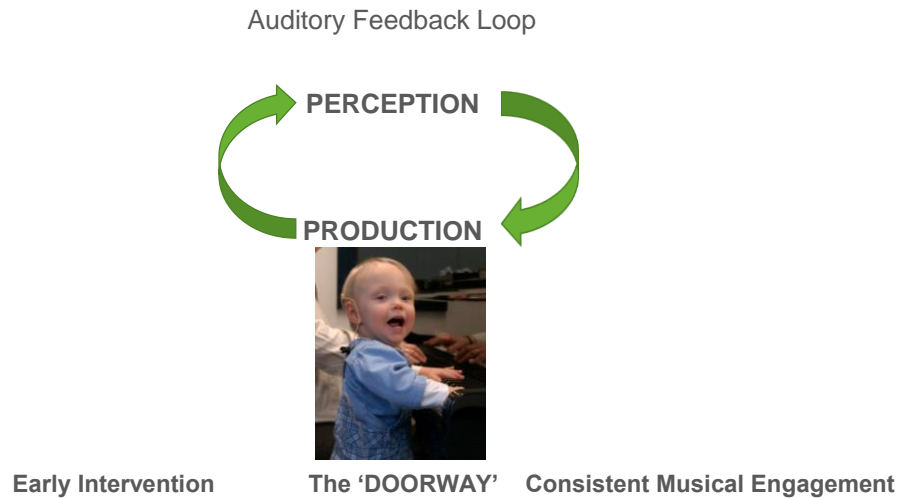 Auditory Feedback Loop
PERCEPTION
PRODUCTION
Early Intervention The ‘DOORWAY’ Consistent Musical Engagement